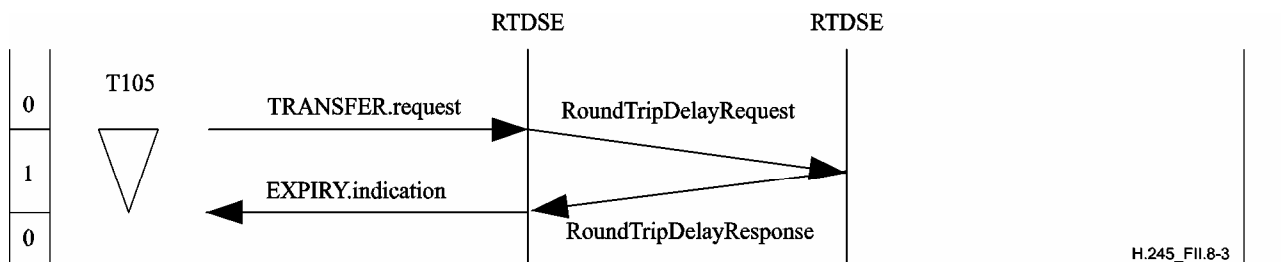 RTDSE
RTDSE
T105
0
TRANSFER.request
RoundTripDelayRequest
1
EXPIRY.indication
RoundTripDelayResponse
0
H.245_FII.8-3